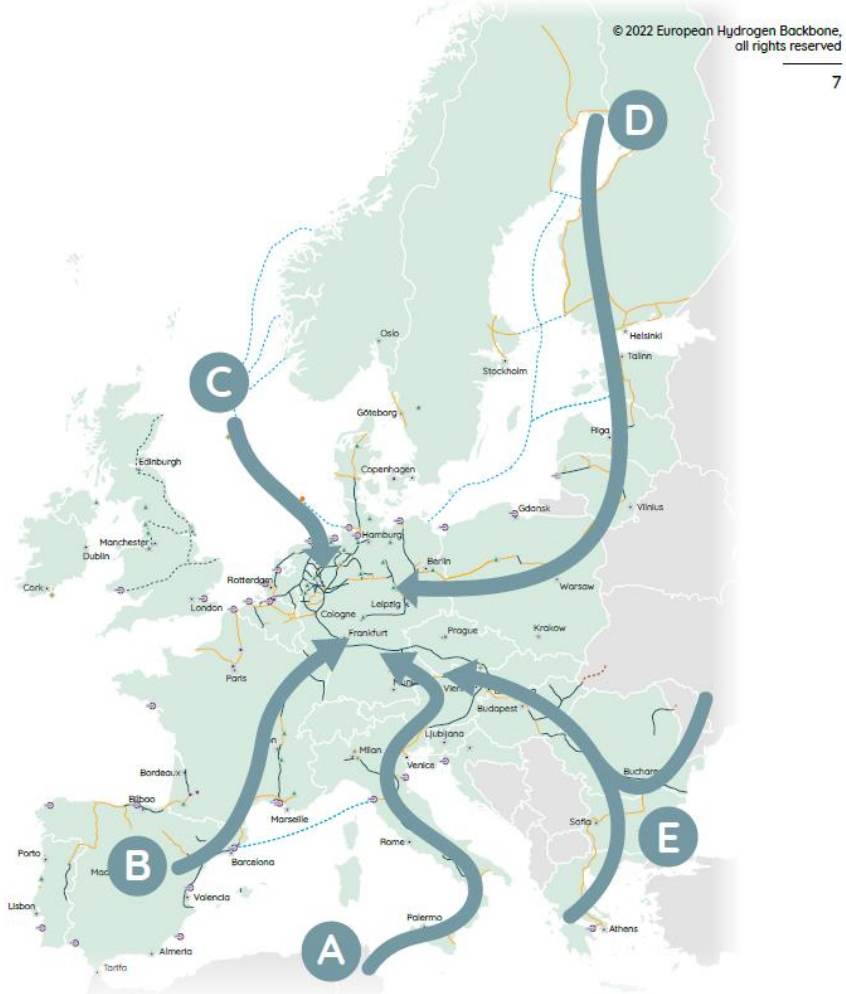 © 2022 European Hydrogen Backbone,
all rights reserved
7
D
Oslo
Helsinki
Talinn
Stockholm
C
Göteborg
Riga
Edinburgh
Copenhagen
Vilnius
Gdansk
Hamburg
Manchester
Dublin
Berlin
Rotterdam
Warsaw
Cork
London
Leipzig
Cologne
Frankfurt
Prague
Krakow
Paris
Budapest
Ljubljana
Milan
Venice
Bordeaux
Bilbao
Marseille
Sofia
E
Rome
Porto
B
Barcelona
Valencia
Lisbon
Palermo
Athens
A
Almeria
Tarifa